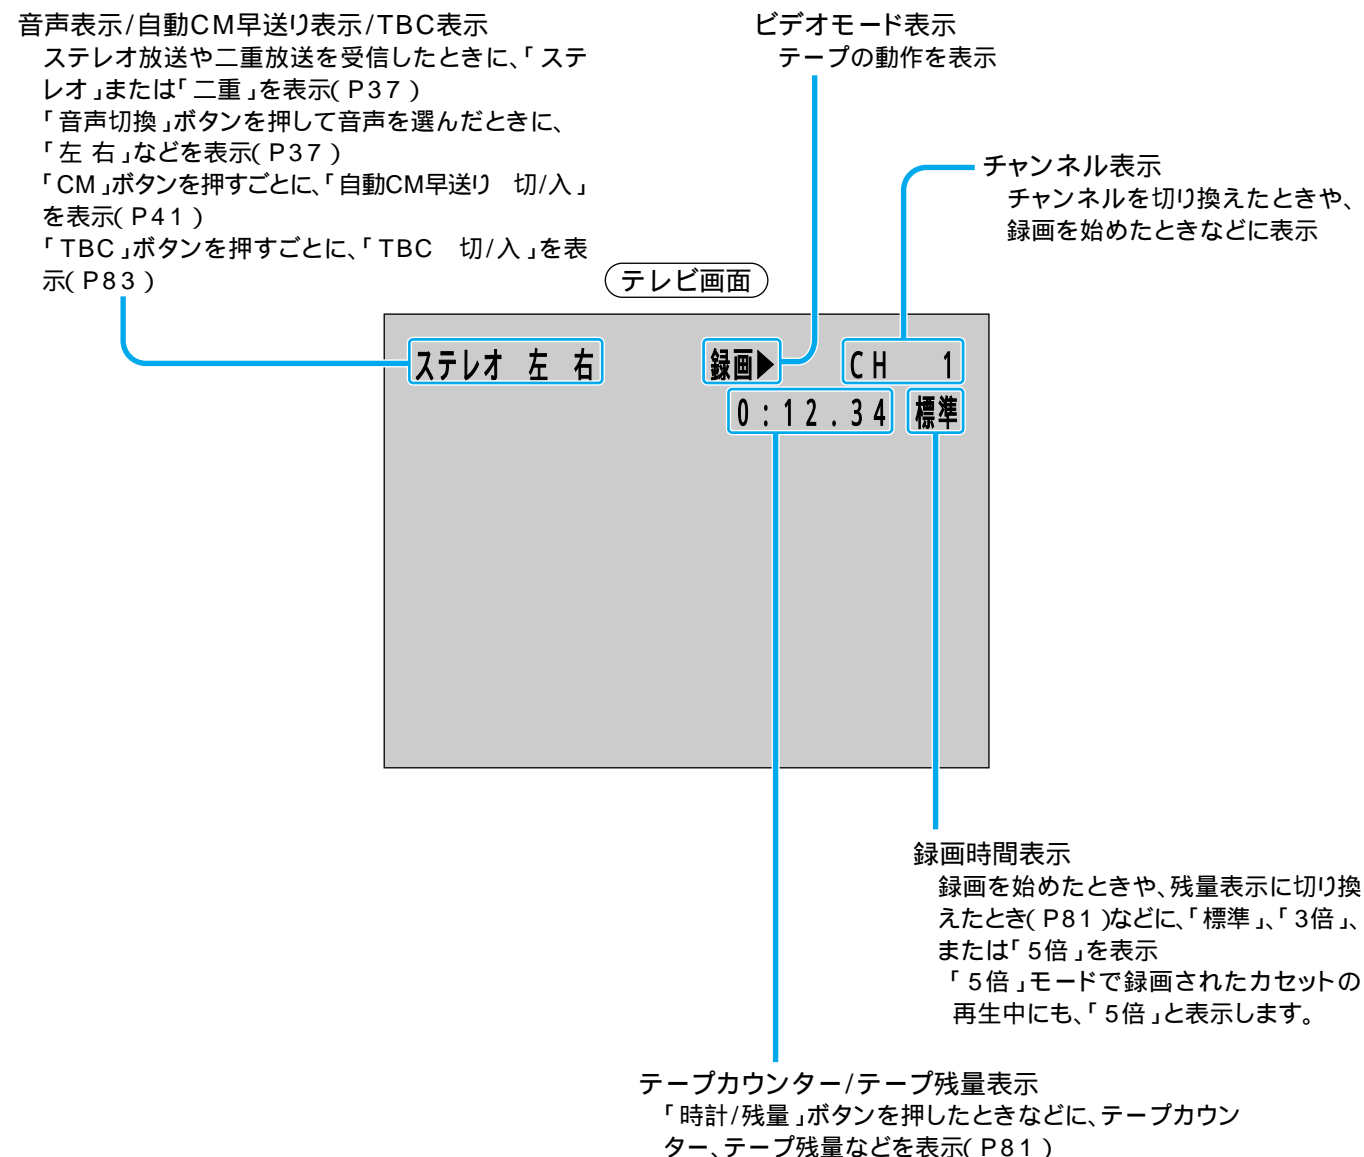 音声表示/自動CM早送り表示/TBC表示
ステレオ放送や二重放送を受信したときに、「ステ
レオ」または「二重」を表示(P37)
「音声切換」ボタンを押して音声を選んだときに、
「左 右」などを表示(P37)
「CM」ボタンを押すごとに、「自動CM早送り　切/入」
を表示(P41)
「TBC」ボタンを押すごとに、「TBC　切/入」を表
示(P83)
ビデオモード表示
テープの動作を表示
チャンネル表示
チャンネルを切り換えたときや、
録画を始めたときなどに表示
テレビ画面
ステレオ 左 右
録画▶
CH 1
0:12.34
標準
録画時間表示
録画を始めたときや、残量表示に切り換
えたとき(P81)などに、「標準」、「3倍」、
または「5倍」を表示
「5倍」モードで録画されたカセットの
再生中にも、「5倍」と表示します。
テープカウンター/テープ残量表示
「時計/残量」ボタンを押したときなどに、テープカウン
ター、テープ残量などを表示(P81)